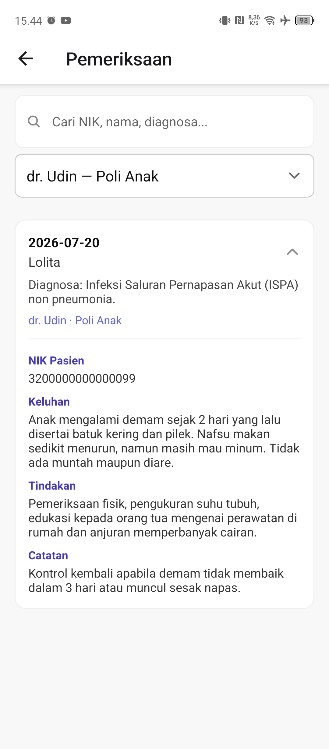 15.44
9,36 K/s
Pemeriksaan
Cari NIK, nama, diagnosa...
dr. Udin — Poli Anak
2026-07-20
Lolita
Diagnosa: Infeksi Saluran Pernapasan Akut (ISPA)
non pneumonia.
dr. Udin · Poli Anak
NIK Pasien
3200000000000099
Keluhan
Anak mengalami demam sejak 2 hari yang lalu
disertai batuk kering dan pilek. Nafsu makan
sedikit menurun, namun masih mau minum. Tidak
ada muntah maupun diare.
Tindakan
Pemeriksaan fisik, pengukuran suhu tubuh,
edukasi kepada orang tua mengenai perawatan di
rumah dan anjuran memperbanyak cairan.
Catatan
Kontrol kembali apabila demam tidak membaik
dalam 3 hari atau muncul sesak napas.